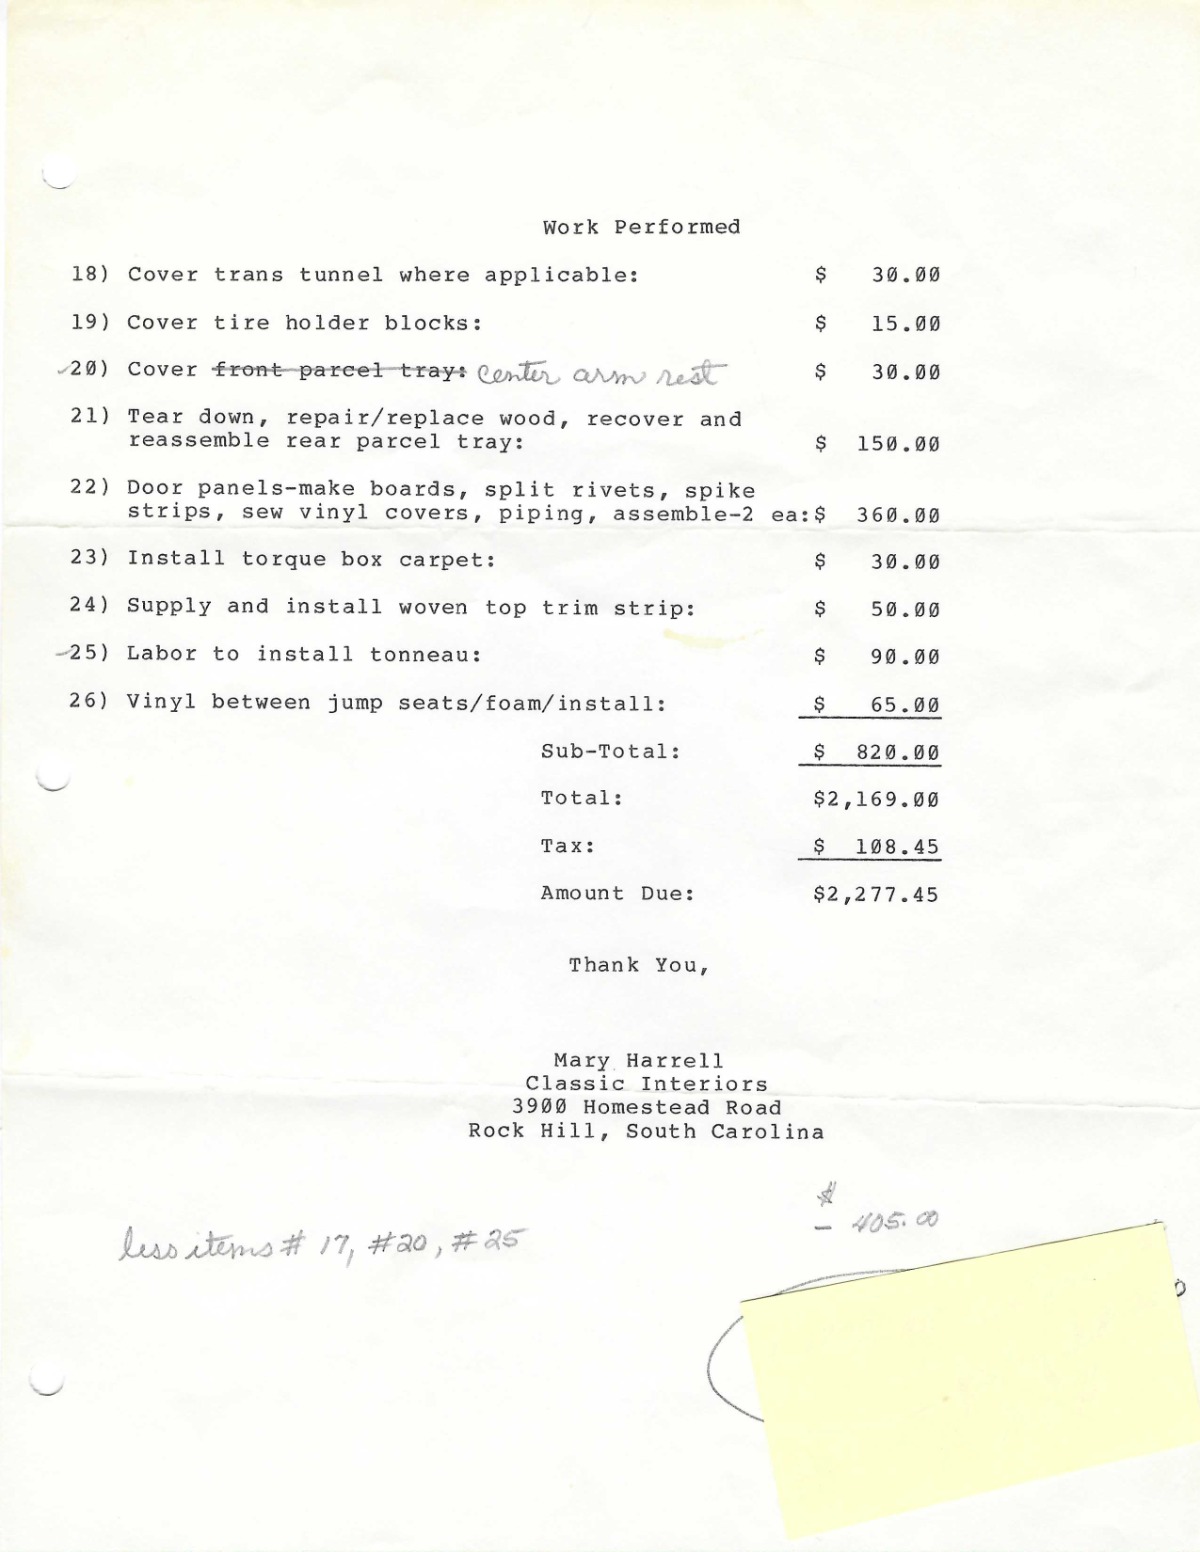 Work Performed
18) Cover trans tunnel where applicable: $ 30.00
19) Cover tire holder blocks: $ 15.00
20) Cover front parcel tray: center arm rest $ 30.00
21) Tear down, repair/replace wood, recover and
reassemble rear parcel tray: $ 150.00
22) Door panels-make boards, split rivets, spike
strips, sew vinyl covers, piping, assemble-2 ea:$ 360.00
23) Install torque box carpet: $ 30.00
24) Supply and install woven top trim strip: $ 50.00
25) Labor to install tonneau: $ 90.00
26) Vinyl between jump seats/foam/install: $ 65.00
Sub-Total: $ 820.00
Total: $2,169.00
Tax: $ 108.45
Amount Due: $2,277.45
Thank You,
Mary Harrell
Classic Interiors
3900 Homestead Road
Rock Hill, South Carolina
$
- 405.00
less items # 17, #20, #25